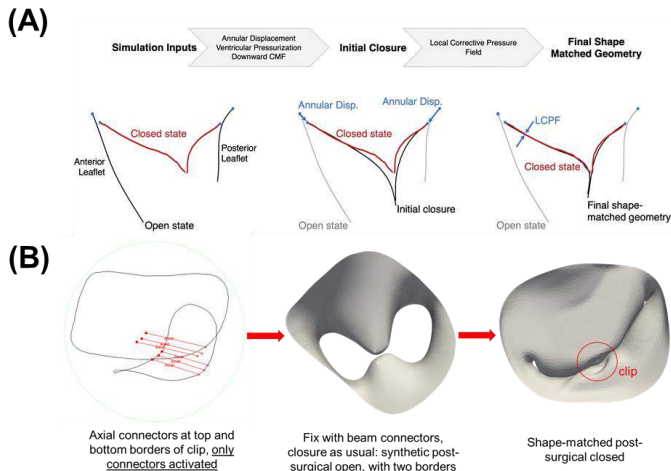 (A)
Simulation Inputs
Annular Displacement
Ventricular Pressurization
Downward CMF
Initial Closure
Local Corrective Pressure
Field
Final Shape
Matched Geometry
Closed state
Anterior
Leaflet
Posterior
Leaflet
Open state
Annular Disp.
Annular Disp.
Closed state
Initial closure
Open state
LCPF
Closed state
Final shape-
matched geometry
Open state
(B)
clip
Axial connectors at top and
bottom borders of clip, only
connectors activated
Fix with beam connectors,
closure as usual: synthetic post-
surgical open, with two borders
Shape-matched post-
surgical closed